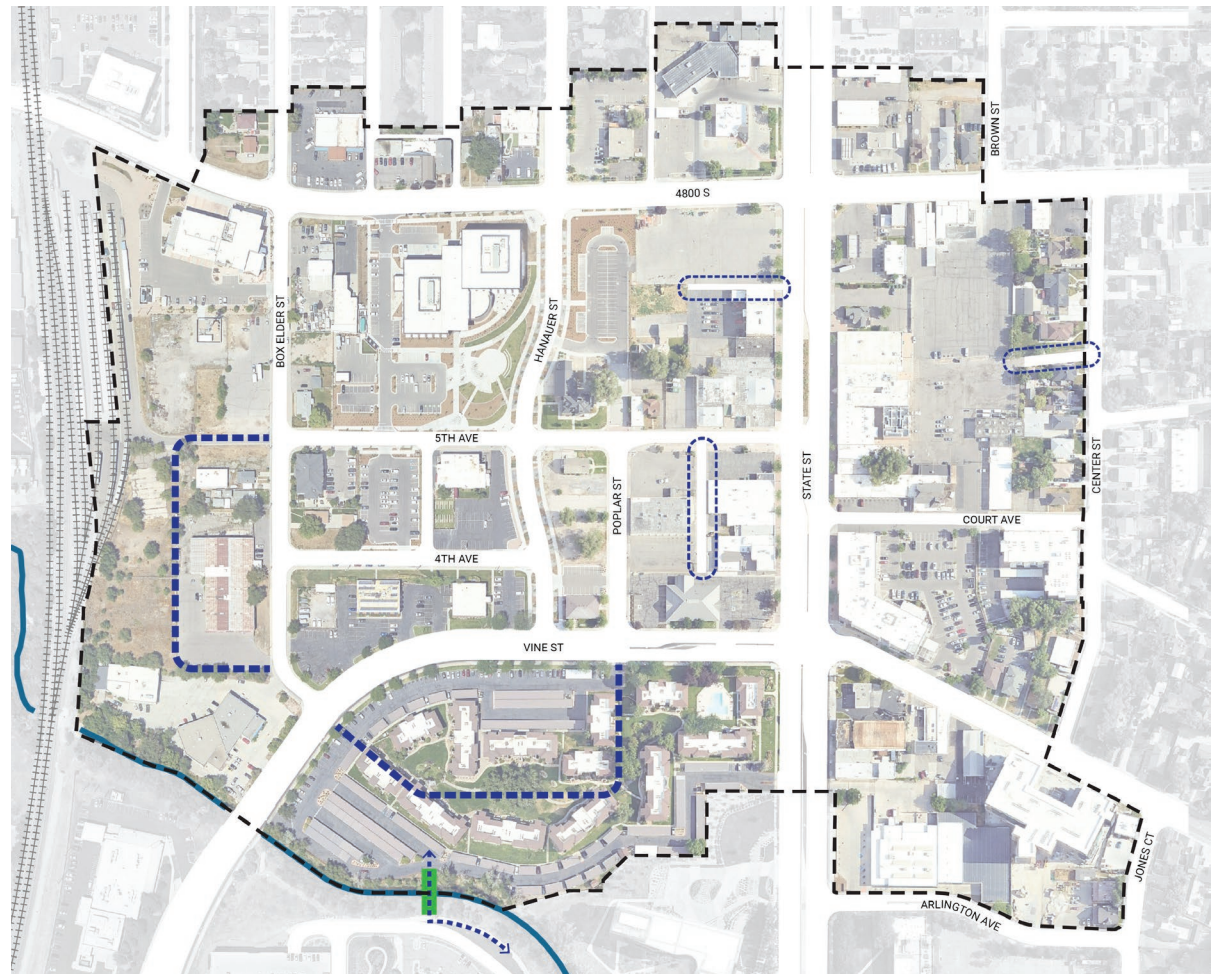 BROWN ST
4800 S
BOX ELDER ST
HANAUER ST
5TH AVE
STATE ST
CENTER ST
POPLAR ST
COURT AVE
4TH AVE
VINE ST
JONES CT
ARLINGTON AVE